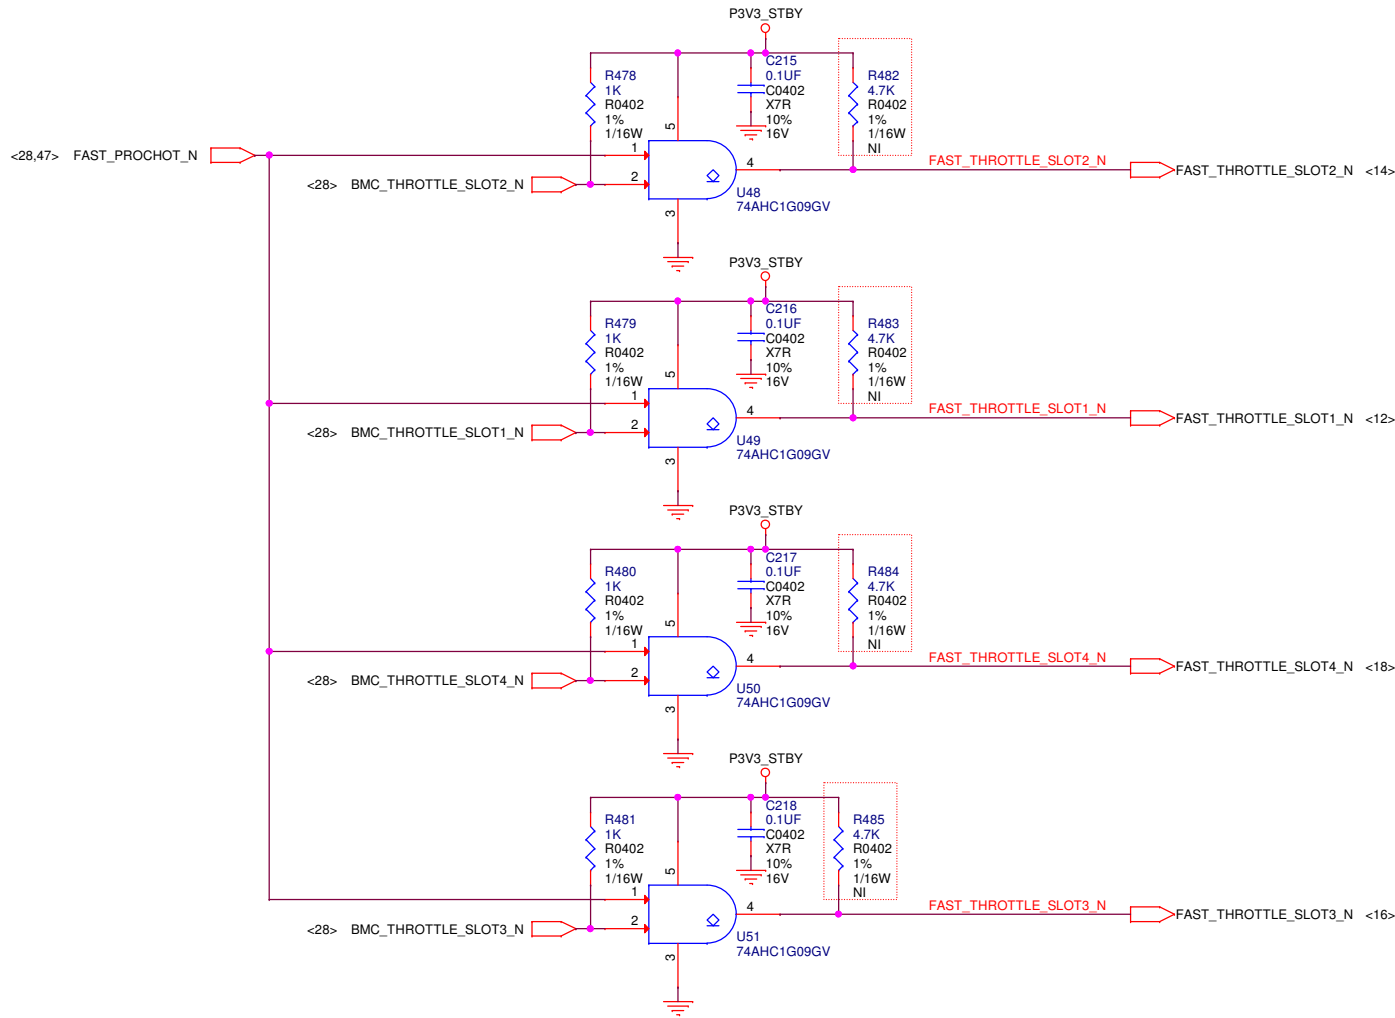 P3V3_STBY
R478
1K
R0402
1%
1/16W
C215
0.1UF
C0402
X7R
10%
16V
R482
4.7K
R0402
1%
1/16W
NI
5
<28,47> FAST_PROCHOT_N
1
<28> BMC_THROTTLE_SLOT2_N
2
4
3
U48
74AHC1G09GV
FAST_THROTTLE_SLOT2_N
FAST_THROTTLE_SLOT2_N <14>
P3V3_STBY
R479
1K
R0402
1%
1/16W
C216
0.1UF
C0402
X7R
10%
16V
R483
4.7K
R0402
1%
1/16W
NI
5
1
<28> BMC_THROTTLE_SLOT1_N
2
4
3
U49
74AHC1G09GV
FAST_THROTTLE_SLOT1_N
FAST_THROTTLE_SLOT1_N <12>
P3V3_STBY
R480
1K
R0402
1%
1/16W
C217
0.1UF
C0402
X7R
10%
16V
R484
4.7K
R0402
1%
1/16W
NI
5
1
<28> BMC_THROTTLE_SLOT4_N
2
4
3
U50
74AHC1G09GV
FAST_THROTTLE_SLOT4_N
FAST_THROTTLE_SLOT4_N <18>
P3V3_STBY
R481
1K
R0402
1%
1/16W
C218
0.1UF
C0402
X7R
10%
16V
R485
4.7K
R0402
1%
1/16W
NI
5
1
<28> BMC_THROTTLE_SLOT3_N
2
4
3
U51
74AHC1G09GV
FAST_THROTTLE_SLOT3_N
FAST_THROTTLE_SLOT3_N <16>